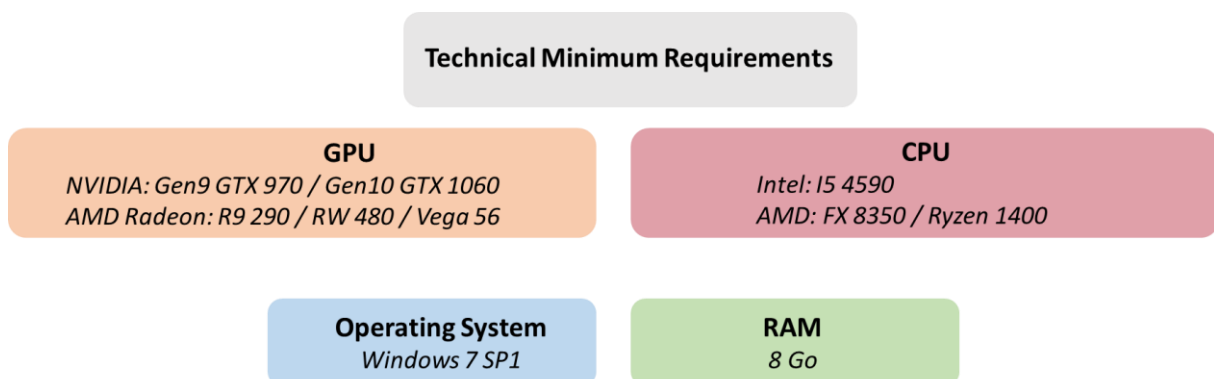 Technical Minimum Requirements
GPU
NVIDIA: Gen9 GTX 970 / Gen10 GTX 1060
AMD Radeon: R9 290 / RW 480 / Vega 56
CPU
Intel: I5 4590
AMD: FX 8350 / Ryzen 1400
Operating System
Windows 7 SP1
RAM
8 Go